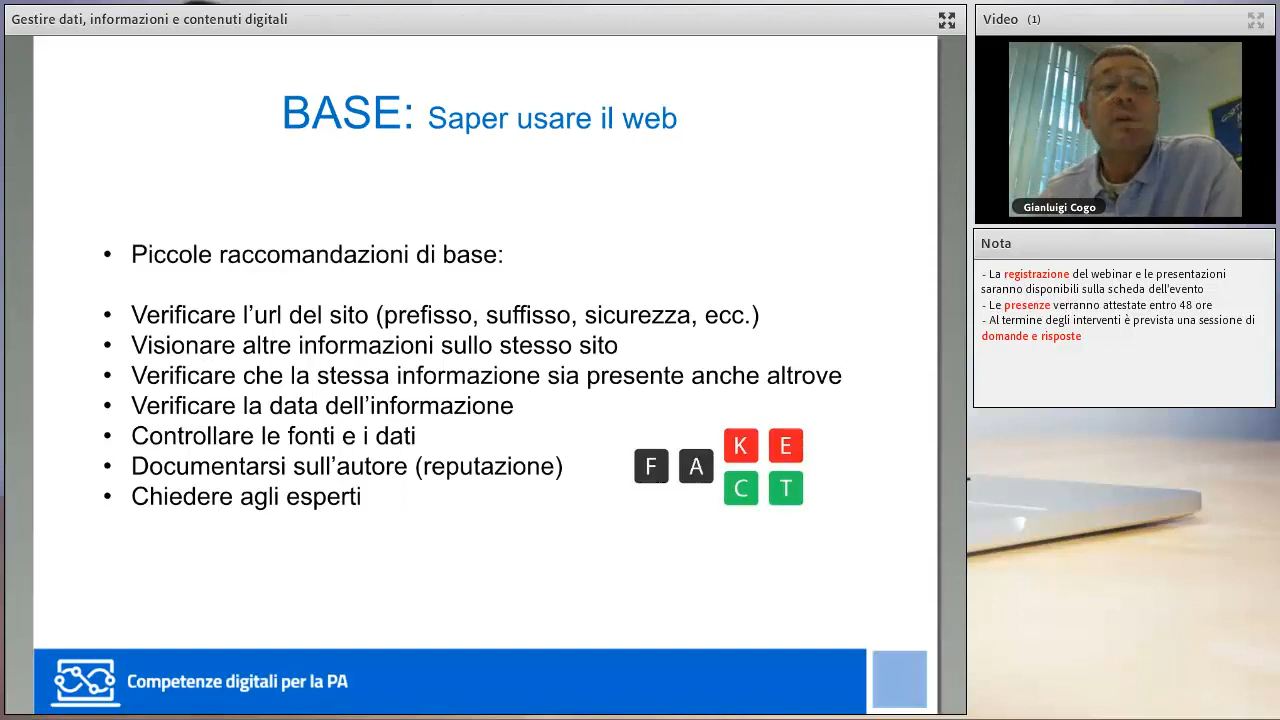 Gestire dati, informazioni e contenuti digitali
BASE: Saper usare il web
• Piccole raccomandazioni di base:
• Verificare l’url del sito (prefisso, suffisso, sicurezza, ecc.)
• Visionare altre informazioni sullo stesso sito
• Verificare che la stessa informazione sia presente anche altrove
• Verificare la data dell’informazione
• Controllare le fonti e i dati
• Documentarsi sull’autore (reputazione)
• Chiedere agli esperti
K E
F A
C T
Competenze digitali per la PA
Video (1)
Gianluigi Cogo
Nota
- La registrazione del webinar e le presentazioni
saranno disponibili sulla scheda dell'evento
- Le presenze verranno attestate entro 48 ore
- Al termine degli interventi è prevista una sessione di
domande e risposte